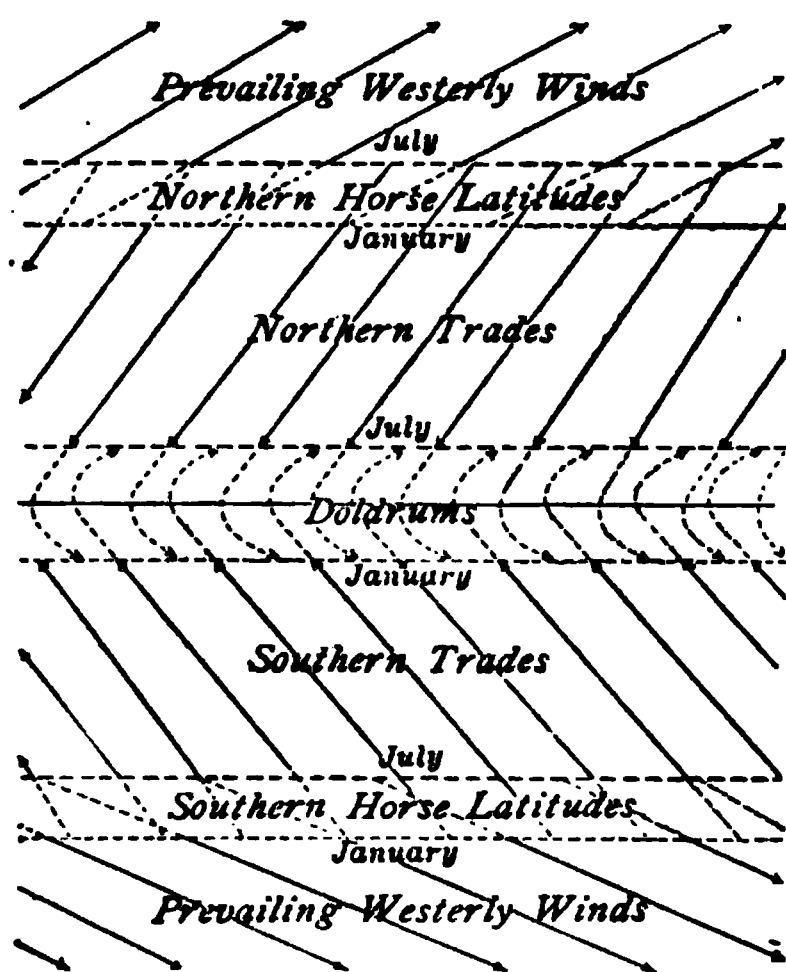 Prevailing Westerly Winds
July
Northern Horse Latitudes
January
Northern Trades
July
Doldrums
January
Southern Trades
July
Southern Horse Latitudes
January
Prevailing Westerly Winds